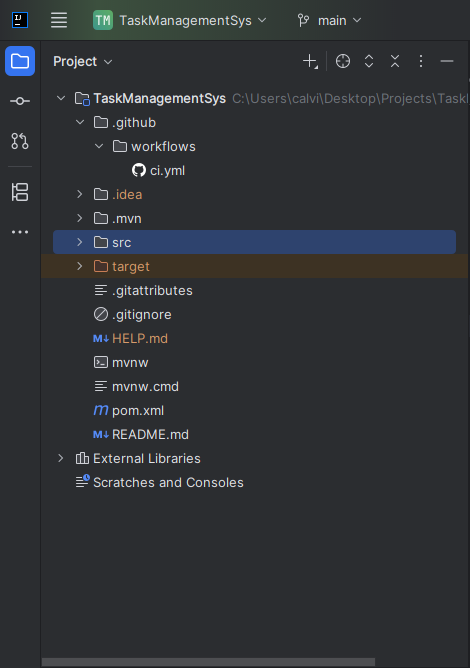 IJ
TM TaskManagementSys main
Project
TaskManagementSys C:\Users\calvi\Desktop\Projects\Task
.github
workflows
ci.yml
.idea
.mvn
src
target
.gitattributes
.gitignore
M↓ HELP.md
mvnw
mvnw.cmd
m pom.xml
M↓ README.md
External Libraries
Scratches and Consoles